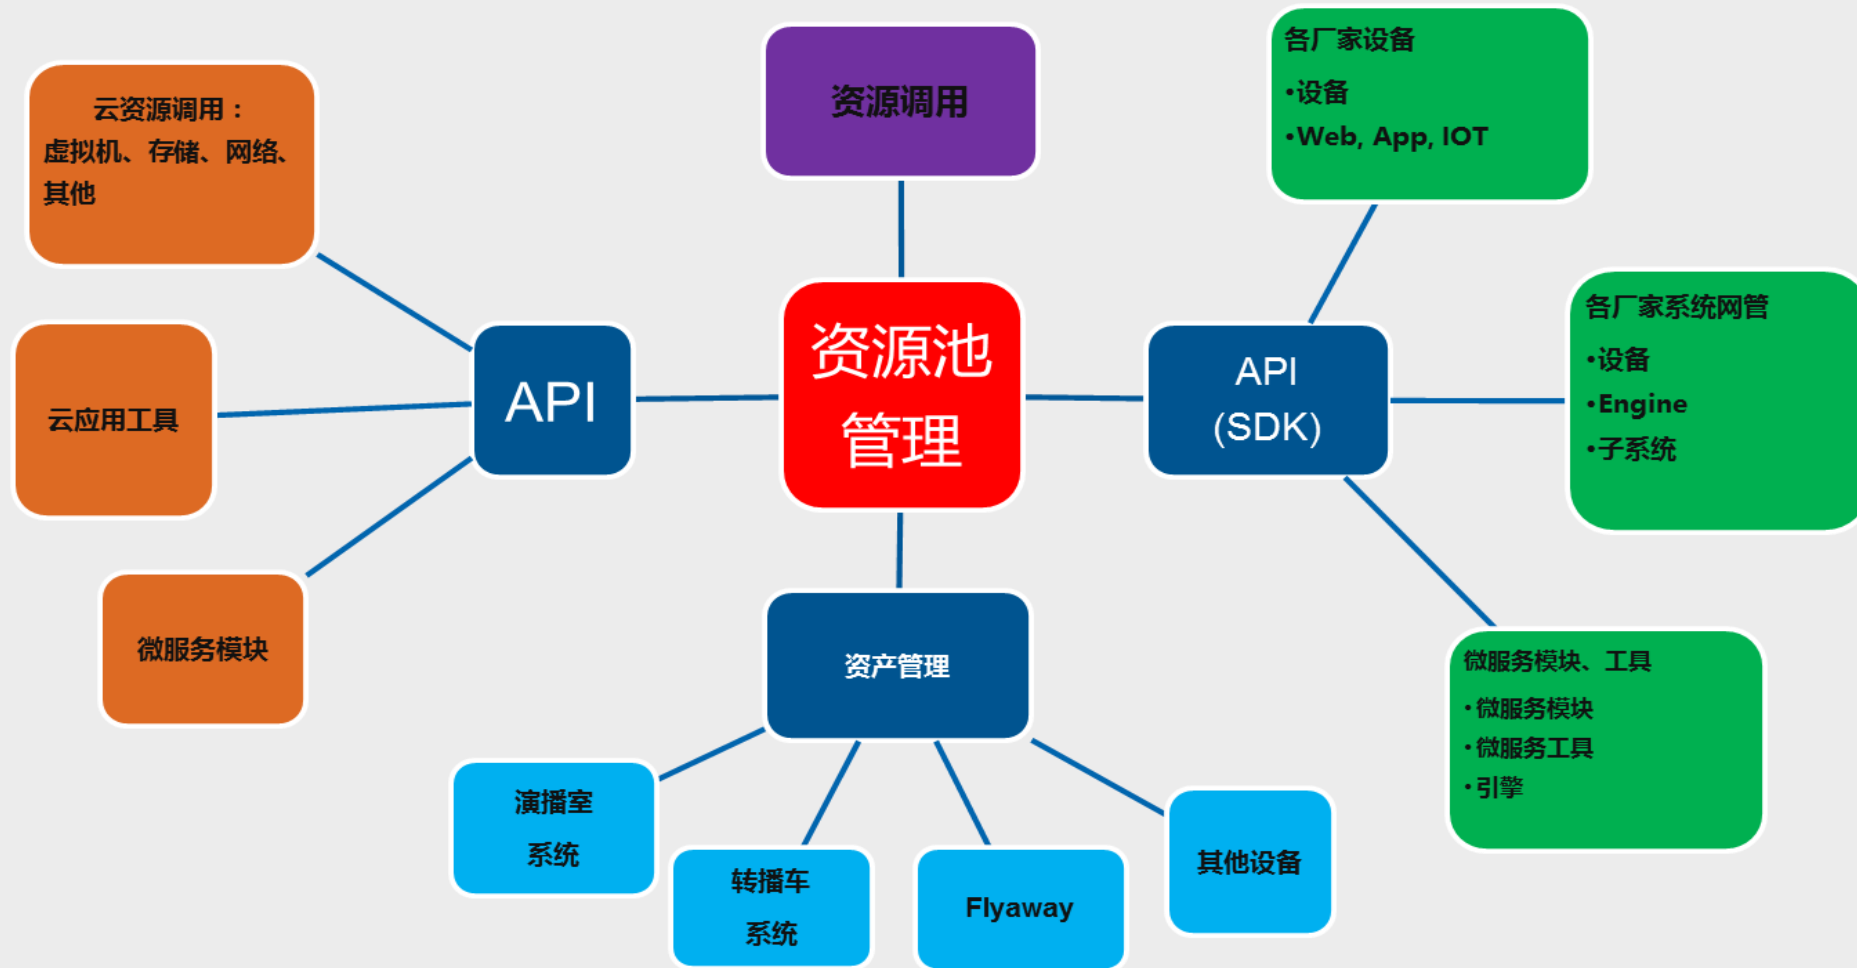 资源调用
各厂家设备
•设备
•Web, App, IOT
云资源调用：
虚拟机、存储、网络、
其他
各厂家系统网管
•设备
•Engine
•子系统
云应用工具
API
资源池
管理
API
(SDK)
微服务模块
资产管理
微服务模块、工具
•微服务模块
•微服务工具
•引擎
演播室
系统
转播车
系统
Flyaway
其他设备